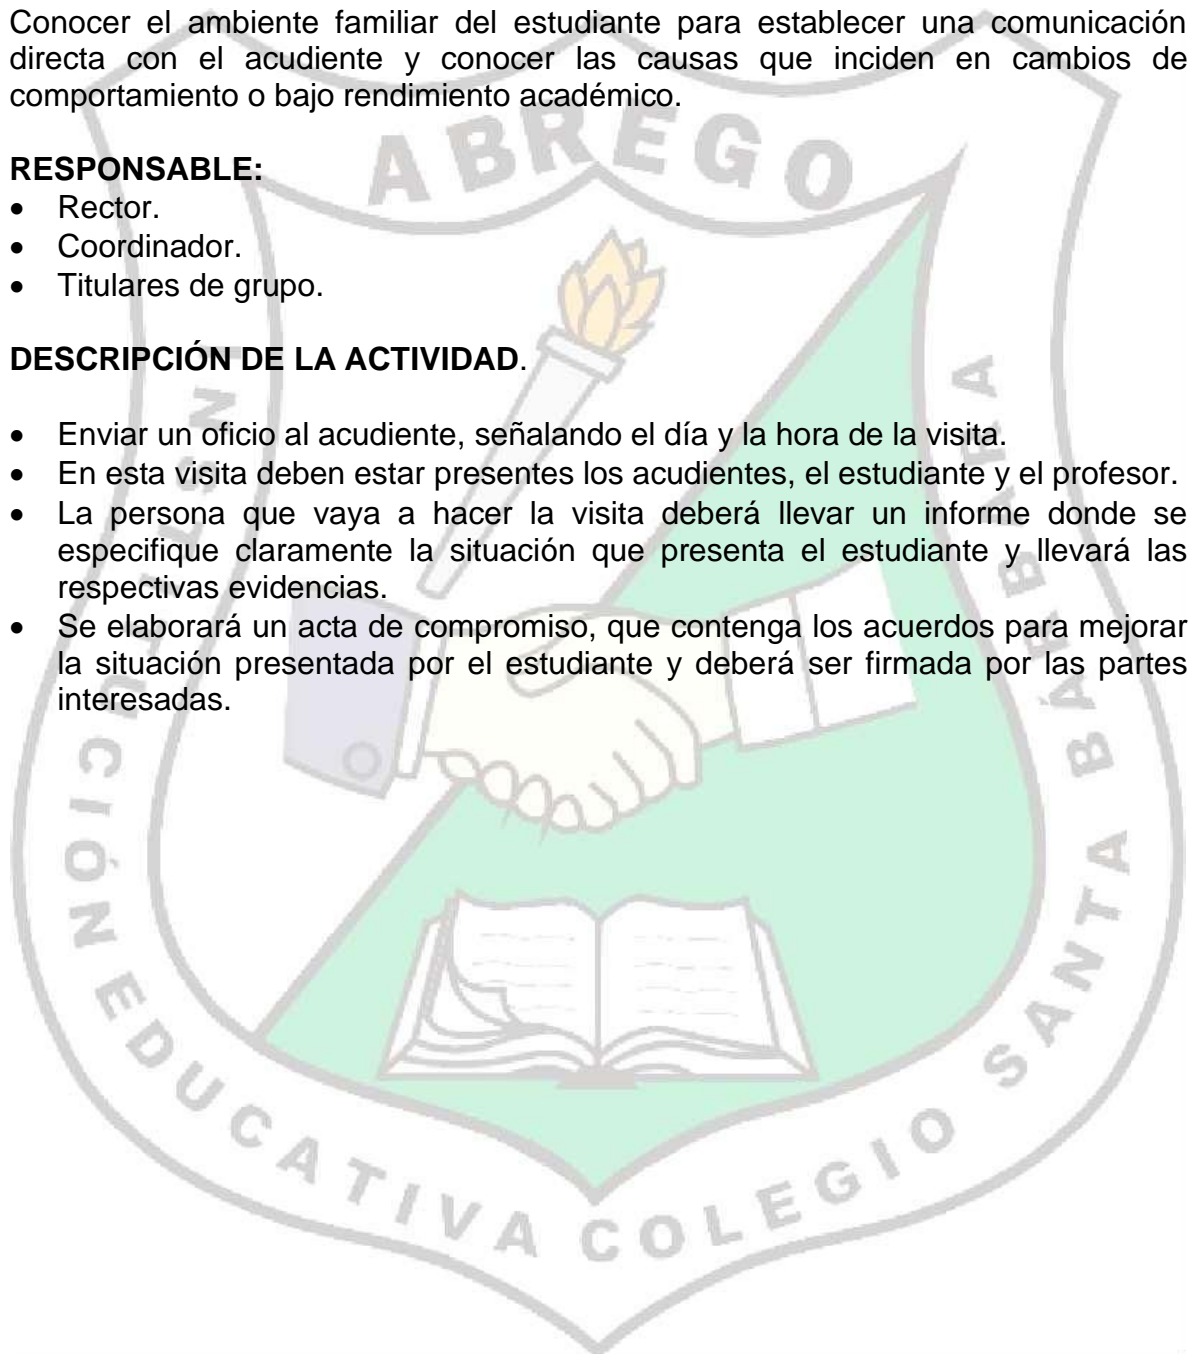 Conocer el ambiente familiar del estudiante para establecer una comunicación
directa con el acudiente y conocer las causas que inciden en cambios de
comportamiento o bajo rendimiento académico.
RESPONSABLE:
• Rector.
• Coordinador.
• Titulares de grupo.
DESCRIPCIÓN DE LA ACTIVIDAD.
• Enviar un oficio al acudiente, señalando el día y la hora de la visita.
• En esta visita deben estar presentes los acudientes, el estudiante y el profesor.
• La persona que vaya a hacer la visita deberá llevar un informe donde se
especifique claramente la situación que presenta el estudiante y llevará las
respectivas evidencias.
• Se elaborará un acta de compromiso, que contenga los acuerdos para mejorar
la situación presentada por el estudiante y deberá ser firmada por las partes
interesadas.
ABREGO
INSTITUCIÓN EDUCATIVA COLEGIO SANTA BÁRBARA